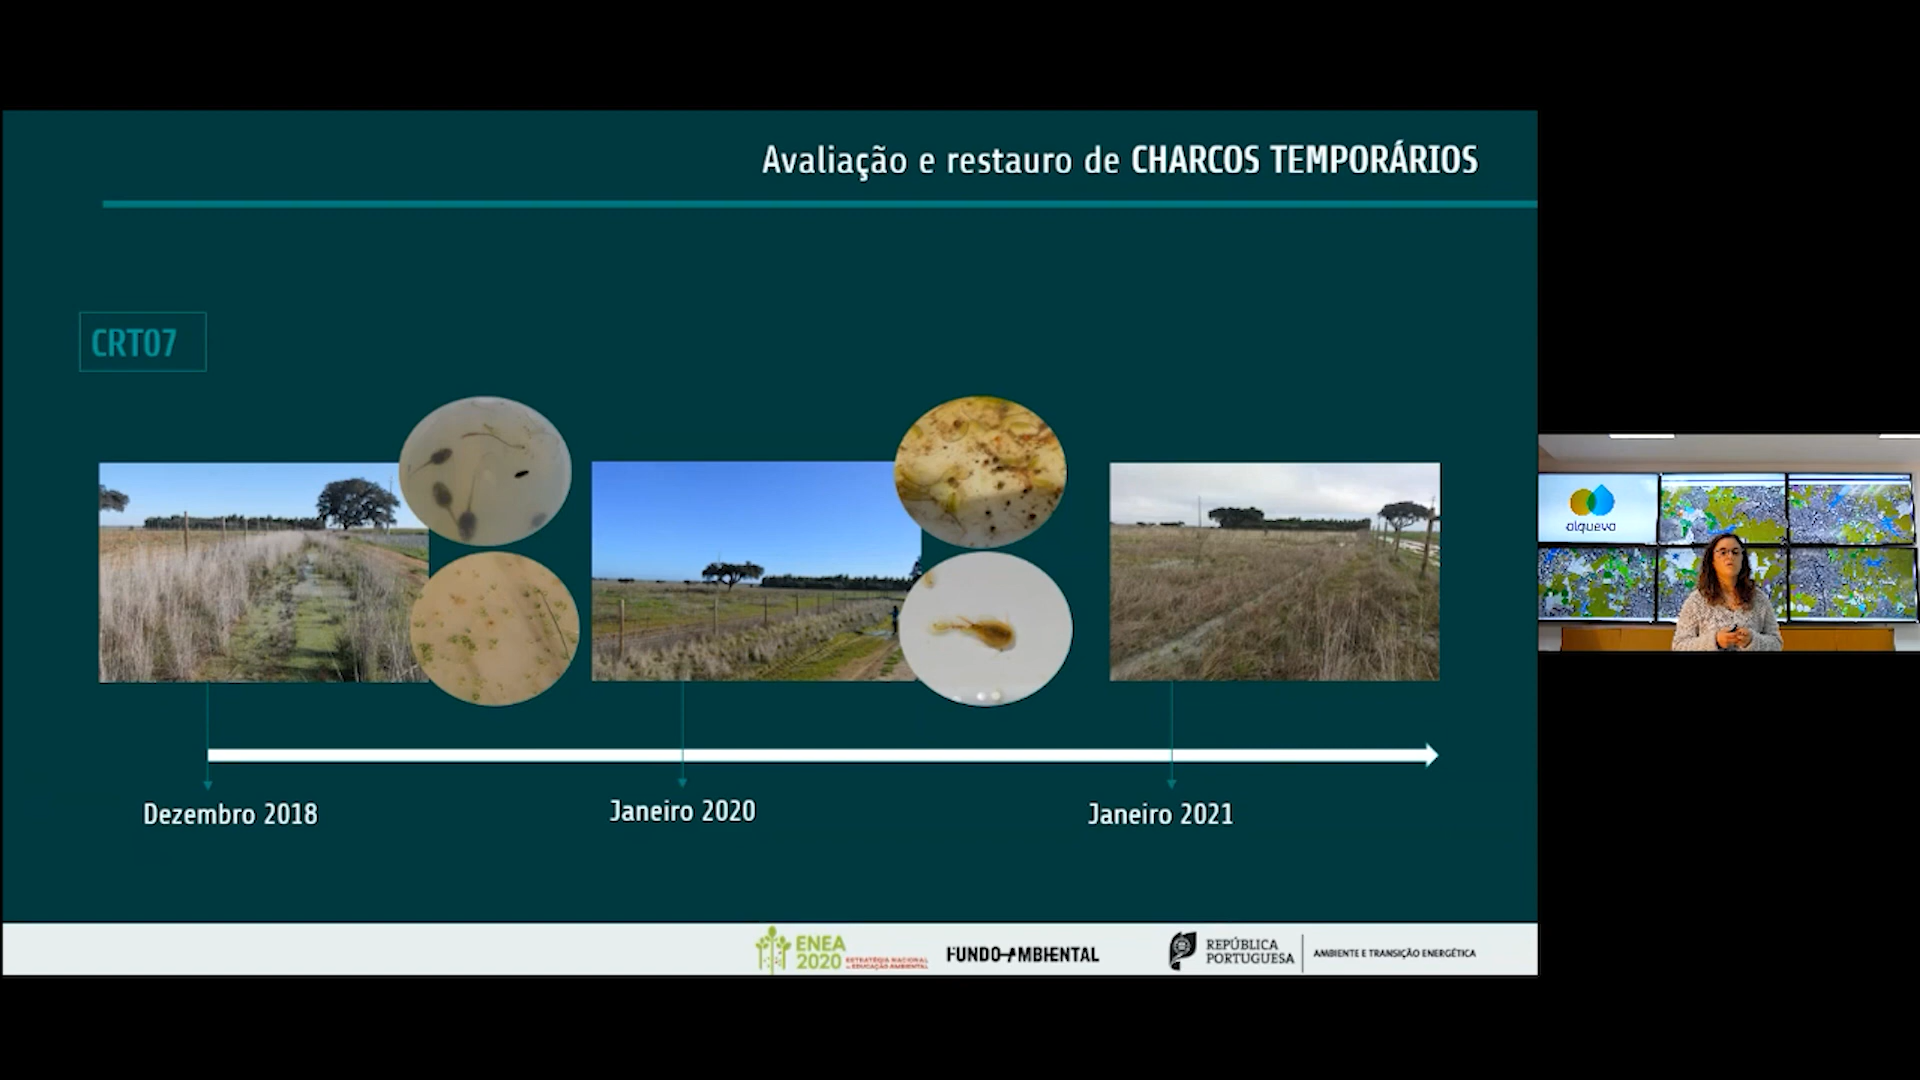 Avaliação e restauro de CHARCOS TEMPORÁRIOS
CRT07
alqueva
Dezembro 2018
Janeiro 2020
Janeiro 2021
ENEA
2020
ESTRATÉGIA NACIONAL
DE EDUCAÇÃO AMBIENTAL
FUNDO AMBIENTAL
REPÚBLICA
PORTUGUESA
AMBIENTE E TRANSIÇÃO ENERGÉTICA